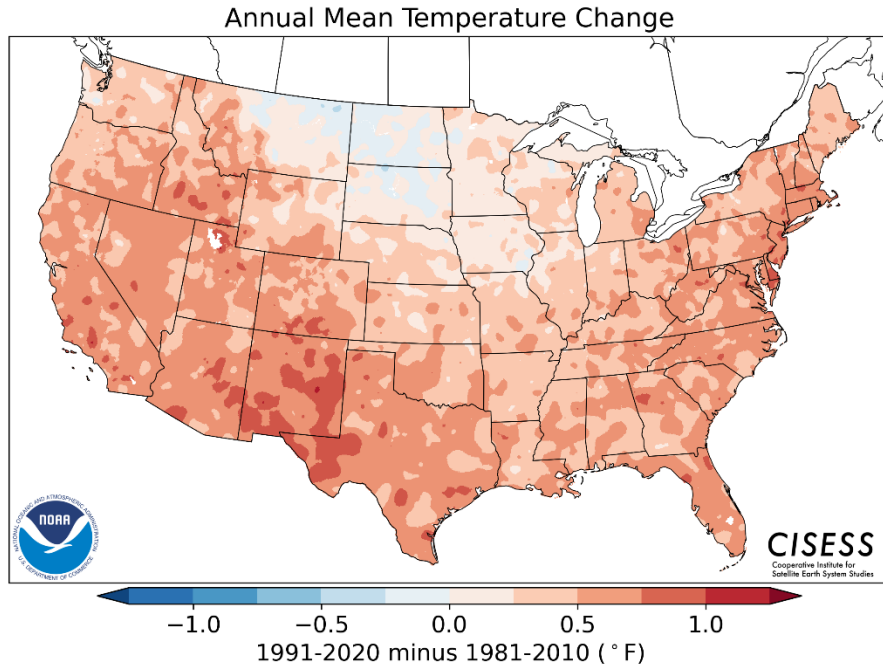 Annual Mean Temperature Change
NATIONAL OCEANIC AND ATMOSPHERIC ADMINISTRATION
NOAA
U.S. DEPARTMENT OF COMMERCE
CISESS
Cooperative Institute for
Satellite Earth System Studies
−1.0 −0.5 0.0 0.5 1.0
1991-2020 minus 1981-2010 (°F)